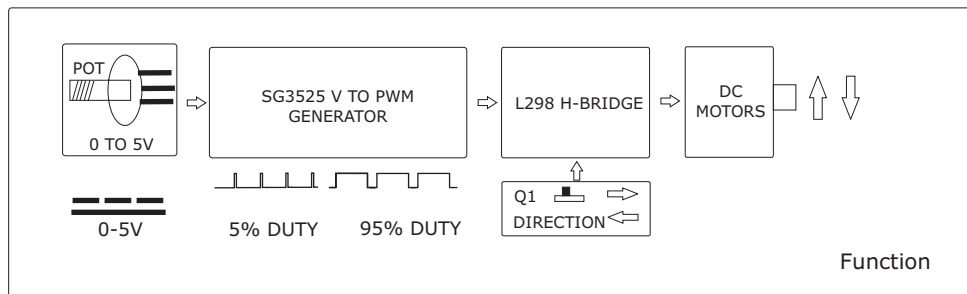 POT
0 TO 5V
SG3525 V TO PWM
GENERATOR
L298 H-BRIDGE
DC
MOTORS
Q1
DIRECTION
0-5V
5% DUTY
95% DUTY
Function